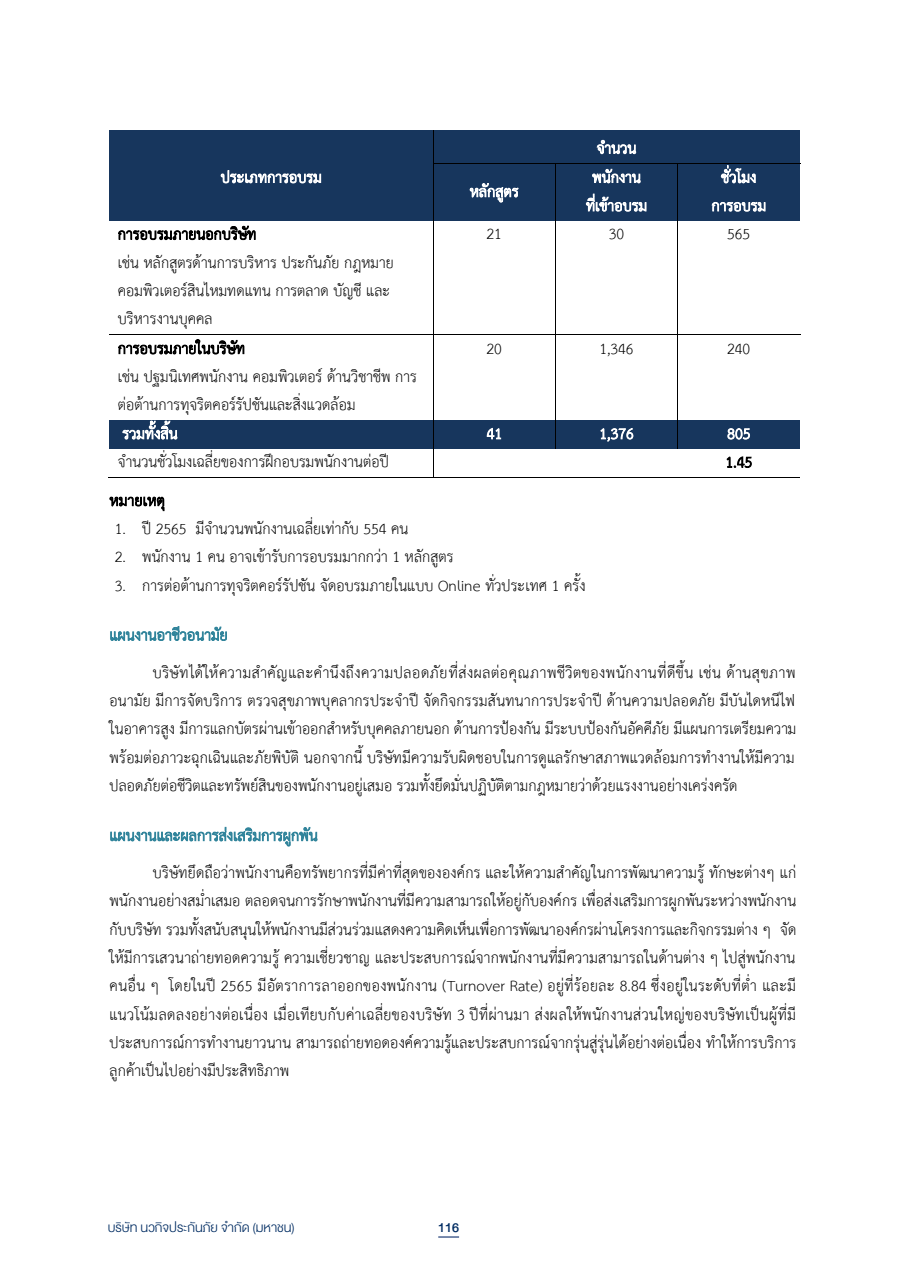 ประเภทการอบรม
จำนวน
หลักสูตร
พนักงาน
ที่เข้าอบรม
ชั่วโมง
การอบรม
การอบรมภายนอกบริษัท 21 30 565
เช่น หลักสูตรด้านการบริหาร ประกันภัย กฎหมาย
คอมพิวเตอร์สินไหมทดแทน การตลาด บัญชี และ
บริหารงานบุคคล
การอบรมภายในบริษัท 20 1,346 240
เช่น ปฐมนิเทศพนักงาน คอมพิวเตอร์ ด้านวิชาชีพ การ
ต่อต้านการทุจริตคอร์รัปชันและสิ่งแวดล้อม
รวมทั้งสิ้น 41 1,376 805
จำนวนชั่วโมงเฉลี่ยของการฝึกอบรมพนักงานต่อปี 1.45
หมายเหตุ
1. ปี 2565 มีจำนวนพนักงานเฉลี่ยเท่ากับ 554 คน
2. พนักงาน 1 คน อาจเข้ารับการอบรมมากกว่า 1 หลักสูตร
3. การต่อต้านการทุจริตคอร์รัปชัน จัดอบรมภายในแบบ Online ทั่วประเทศ 1 ครั้ง
แผนงานอาชีวอนามัย
บริษัทได้ให้ความสำคัญและคำนึงถึงความปลอดภัยที่ส่งผลต่อคุณภาพชีวิตของพนักงานที่ดีขึ้น เช่น ด้านสุขภาพ
อนามัย มีการจัดบริการ ตรวจสุขภาพบุคลากรประจำปี จัดกิจกรรมสันทนาการประจำปี ด้านความปลอดภัย มีบันไดหนีไฟ
ในอาคารสูง มีการแลกบัตรผ่านเข้าออกสำหรับบุคคลภายนอก ด้านการป้องกัน มีระบบป้องกันอัคคีภัย มีแผนการเตรียมความ
พร้อมต่อภาวะฉุกเฉินและภัยพิบัติ นอกจากนี้ บริษัทมีความรับผิดชอบในการดูแลรักษาสภาพแวดล้อมการทำงานให้มีความ
ปลอดภัยต่อชีวิตและทรัพย์สินของพนักงานอยู่เสมอ รวมทั้งยึดมั่นปฏิบัติตามกฎหมายว่าด้วยแรงงานอย่างเคร่งครัด
แผนงานและผลการส่งเสริมการผูกพัน
บริษัทยึดถือว่าพนักงานคือทรัพยากรที่มีค่าที่สุดขององค์กร และให้ความสำคัญในการพัฒนาความรู้ ทักษะต่างๆ แก่
พนักงานอย่างสม่ำเสมอ ตลอดจนการรักษาพนักงานที่มีความสามารถให้อยู่กับองค์กร เพื่อส่งเสริมการผูกพันระหว่างพนักงาน
กับบริษัท รวมทั้งสนับสนุนให้พนักงานมีส่วนร่วมแสดงความคิดเห็นเพื่อการพัฒนาองค์กรผ่านโครงการและกิจกรรมต่าง ๆ จัด
ให้มีการเสวนาถ่ายทอดความรู้ ความเชี่ยวชาญ และประสบการณ์จากพนักงานที่มีความสามารถในด้านต่าง ๆ ไปสู่พนักงาน
คนอื่น ๆ โดยในปี 2565 มีอัตราการลาออกของพนักงาน (Turnover Rate) อยู่ที่ร้อยละ 8.84 ซึ่งอยู่ในระดับที่ต่ำ และมี
แนวโน้มลดลงอย่างต่อเนื่อง เมื่อเทียบกับค่าเฉลี่ยของบริษัท 3 ปีที่ผ่านมา ส่งผลให้พนักงานส่วนใหญ่ของบริษัทเป็นผู้ที่มี
ประสบการณ์การทำงานยาวนาน สามารถถ่ายทอดองค์ความรู้และประสบการณ์จากรุ่นสู่รุ่นได้อย่างต่อเนื่อง ทำให้การบริการ
ลูกค้าเป็นไปอย่างมีประสิทธิภาพ
บริษัท นวกิจประกันภัย จำกัด (มหาชน) 116